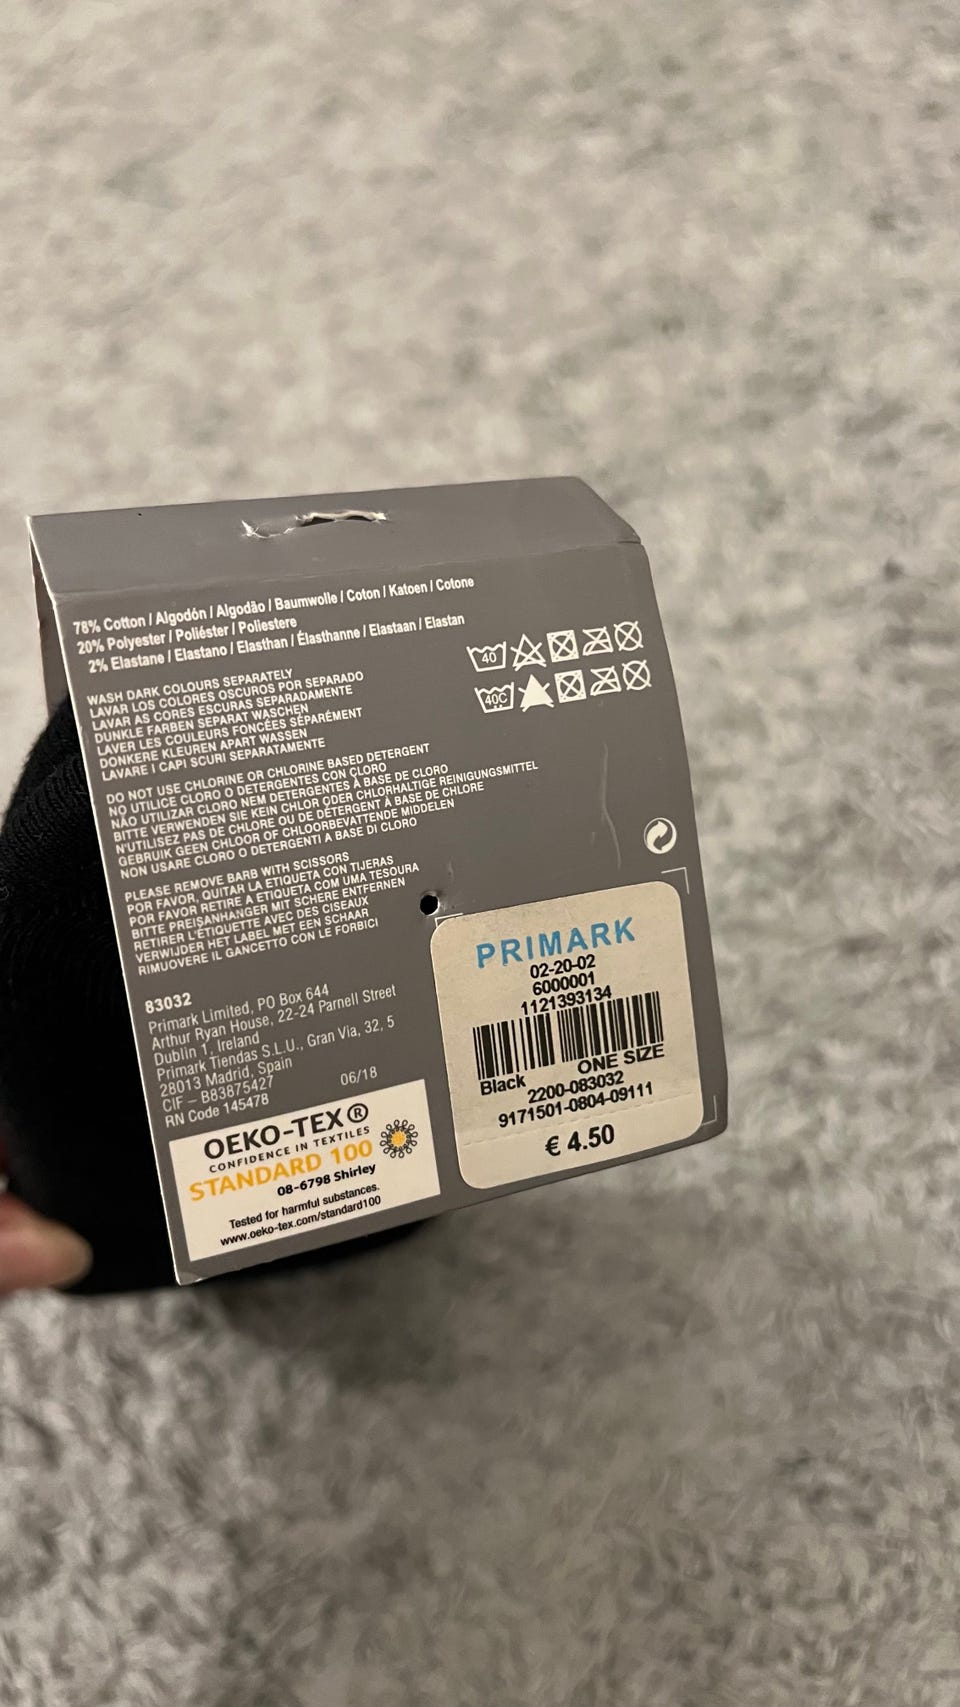 78% Cotton / Algodón / Algodão / Baumwolle / Coton / Katoen / Cotone
20% Polyester / Poliéster / Poliestere
2% Elastane / Elastano / Elasthan / Élasthanne / Elastaan / Elastan
40
40C
WASH DARK COLOURS SEPARATELY
LAVAR LOS COLORES OSCUROS POR SEPARADO
LAVAR AS CORES ESCURAS SEPARADAMENTE
DUNKLE FARBEN SEPARAT WASCHEN
LAVER LES COULEURS FONCÉES SÉPARÉMENT
DONKERE KLEUREN APART WASSEN
LAVARE I CAPI SCURI SEPARATAMENTE
DO NOT USE CHLORINE OR CHLORINE BASED DETERGENT
NO UTILICE CLORO O DETERGENTES CON CLORO
NÃO UTILIZAR CLORO NEM DETERGENTES À BASE DE CLORO
BITTE VERWENDEN SIE KEIN CHLOR ODER CHLORHALTIGE REINIGUNGSMITTEL
N'UTILISEZ PAS DE CHLORE OU DE DÉTERGENT À BASE DE CHLORE
GEBRUIK GEEN CHLOOR OF CHLOORBEVATTENDE MIDDELEN
NON USARE CLORO O DETERGENTI A BASE DI CLORO
PLEASE REMOVE BARB WITH SCISSORS
POR FAVOR, QUITAR LA ETIQUETA CON TIJERAS
POR FAVOR RETIRE A ETIQUETA COM UMA TESOURA
BITTE PREISANHANGER MIT SCHERE ENTFERNEN
RETIRER L'ÉTIQUETTE AVEC DES CISEAUX
VERWIJDER HET LABEL MET EEN SCHAAR
RIMUOVERE IL GANCETTO CON LE FORBICI
83032
Primark Limited, PO Box 644
Arthur Ryan House, 22-24 Parnell Street
Dublin 1, Ireland
Primark Tiendas S.L.U., Gran Via, 32, 5
28013 Madrid, Spain
CIF – B83875427
RN Code 145478
06/18
OEKO-TEX®
CONFIDENCE IN TEXTILES
STANDARD 100
08-6798 Shirley
Tested for harmful substances.
www.oeko-tex.com/standard100
PRIMARK
02-20-02
6000001
1121393134
Black ONE SIZE
2200-083032
9171501-0804-09111
€ 4.50